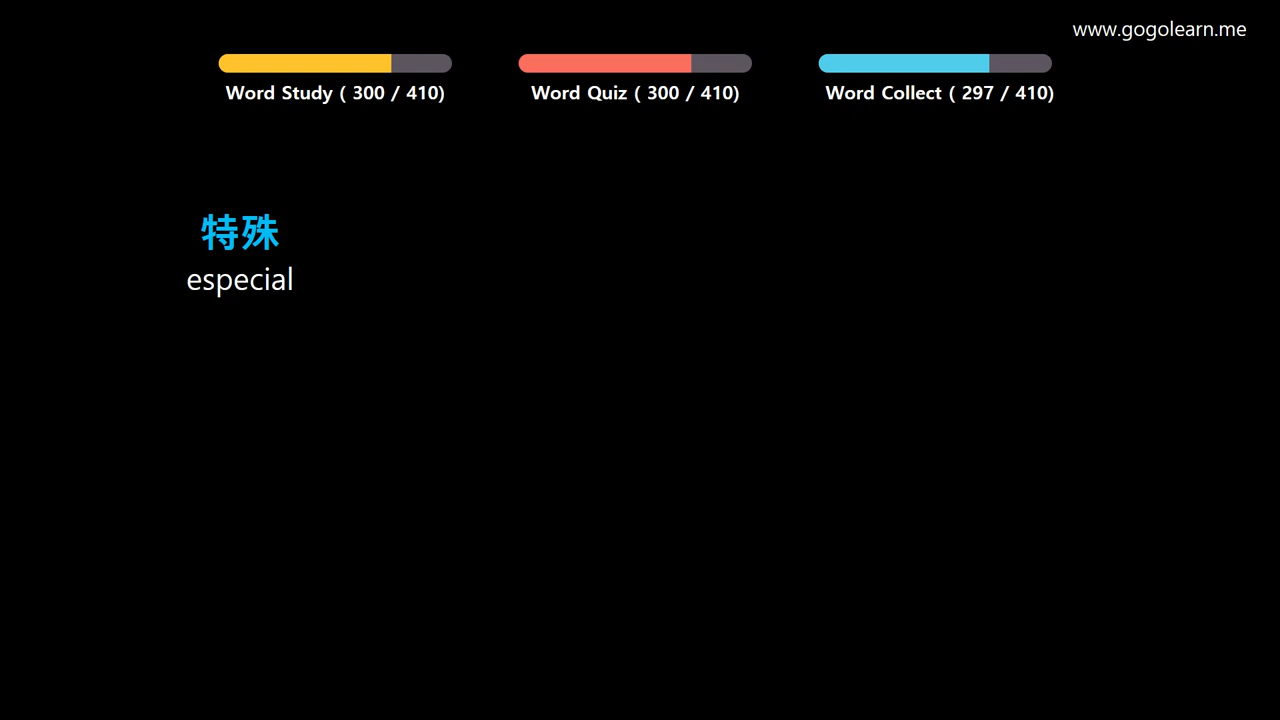 www.gogolearn.me
Word Study ( 300 / 410)
Word Quiz ( 300 / 410)
Word Collect ( 297 / 410)
特殊
especial